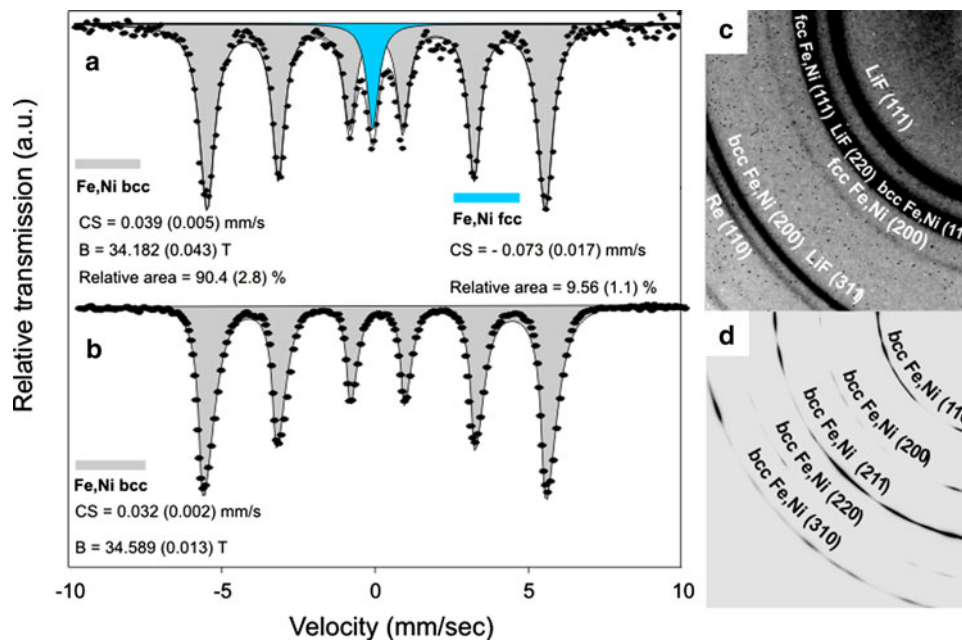 Relative transmission (a.u.)
a
Fe,Ni bcc
CS = 0.039 (0.005) mm/s
B = 34.182 (0.043) T
Relative area = 90.4 (2.8) %
Fe,Ni fcc
CS = - 0.073 (0.017) mm/s
Relative area = 9.56 (1.1) %
b
Fe,Ni bcc
CS = 0.032 (0.002) mm/s
B = 34.589 (0.013) T
-10 -5 0 5 10
Velocity (mm/sec)
c
LiF (111)
fcc Fe,Ni (111)
LiF (220)
bcc Fe,Ni (11
fcc Fe,Ni (200)
bcc Fe,Ni (200)
LiF (311)
Re (110)
d
bcc Fe,Ni (110
bcc Fe,Ni (200)
bcc Fe,Ni (211)
bcc Fe,Ni (220)
bcc Fe,Ni (310)